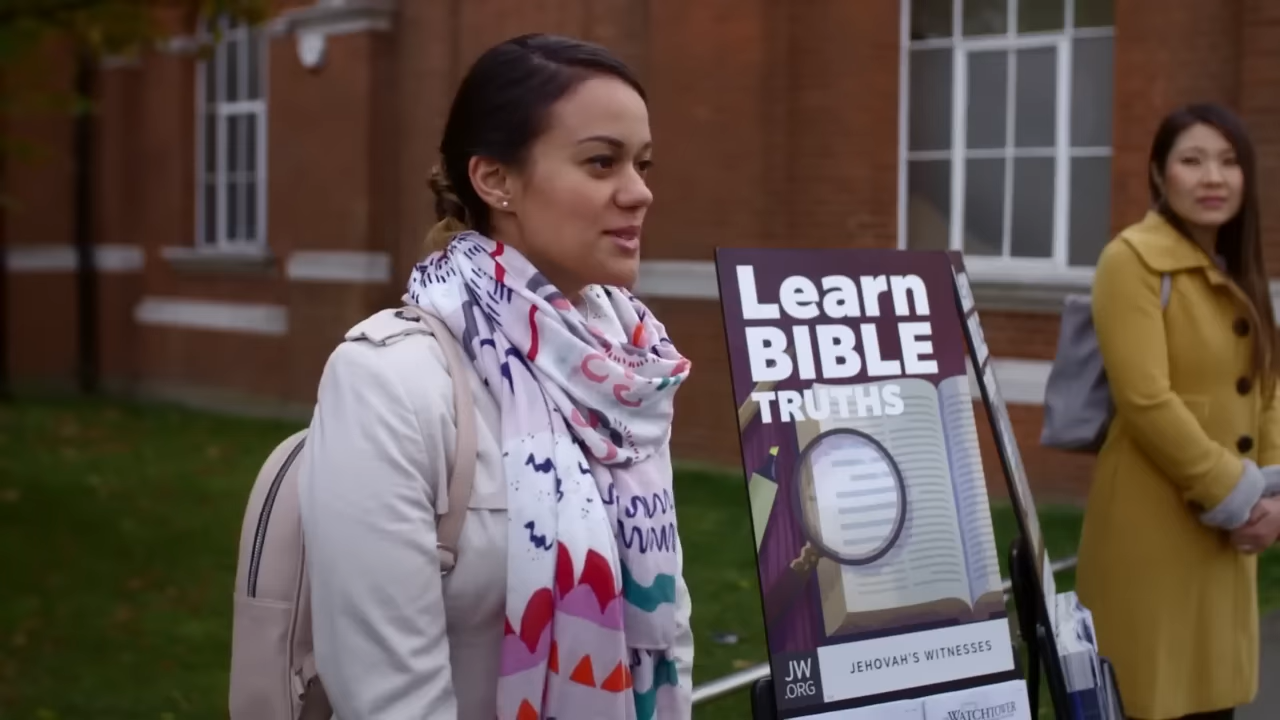 Learn
BIBLE
TRUTHS
JEHOVAH'S WITNESSES
JW
.ORG
WATCHTOWER